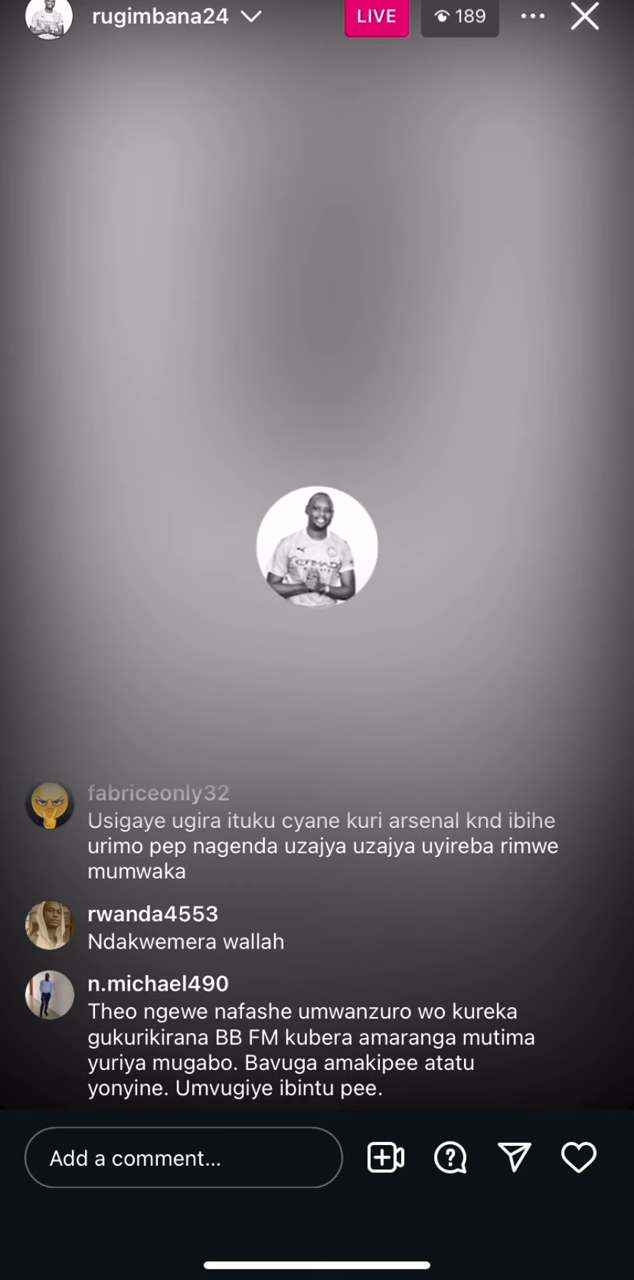 rugimbana24
LIVE
189
ETIHAD
fabriceonly32
Usigaye ugira ituku cyane kuri arsenal knd ibihe
urimo pep nagenda uzajya uzajya uyireba rimwe
mumwaka
rwanda4553
Ndakwemera wallah
n.michael490
Theo ngewe nafashe umwanzuro wo kureka
gukurikirana BB FM kubera amaranga mutima
yuriya mugabo. Bavuga amakipee atatu
yonyine. Umvugiye ibintu pee.
Add a comment...